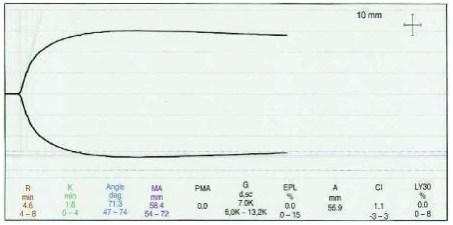 10 mm
R K Angle MA PMA G EPL A CI LY30
min min deg mm d.sc % mm %
4.6 1.8 71.3 58.4 0.0 7.0K 0.0 55.9 1.1 0.0
4 – 8 0 – 4 47 – 74 54 – 72 5,0K - 13,2K 0 – 15 -3 – 3 0 – 8